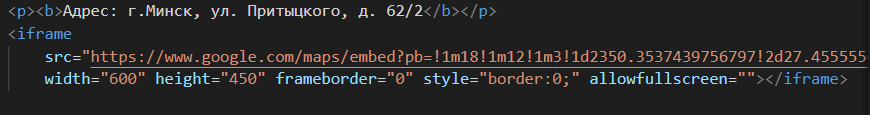 <p><b>Адрес: г.Минск, ул. Притыцкого, д. 62/2</b></p>
<iframe
src="https://www.google.com/maps/embed?pb=!1m18!1m12!1m3!1d2350.3537439756797!2d27.455555
width="600" height="450" frameborder="0" style="border:0;" allowfullscreen=""></iframe>